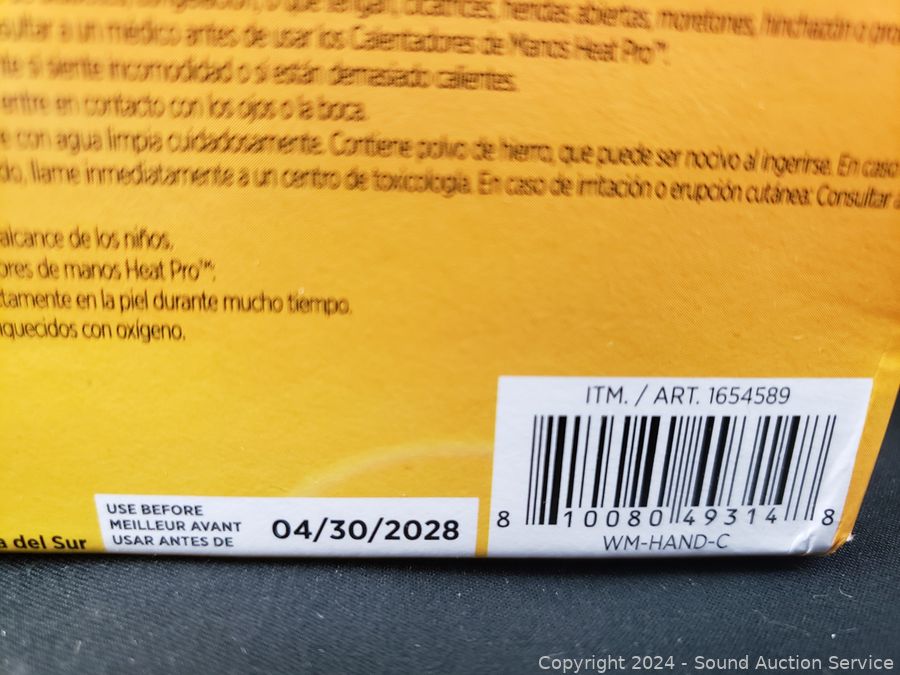 sultar a un médico antes de usar los Calentadores de Manos Heat Pro™:
te si siente incomodidad o si están demasiado calientes.
entre en contacto con los ojos o la boca.
e con agua limpia cuidadosamente. Contiene polvo de hierro, que puede ser nocivo al ingerirse. En caso
do, llame inmediatamente a un centro de toxicología. En caso de irritación o erupción cutánea: Consultar a
alcance de los niños.
ores de manos Heat Pro™:
tamente en la piel durante mucho tiempo.
iquecidos con oxígeno.
ITM. / ART. 1654589
8 10080 49314 8
WM-HAND-C
USE BEFORE
MEILLEUR AVANT
USAR ANTES DE
04/30/2028
a del Sur
Copyright 2024 - Sound Auction Service